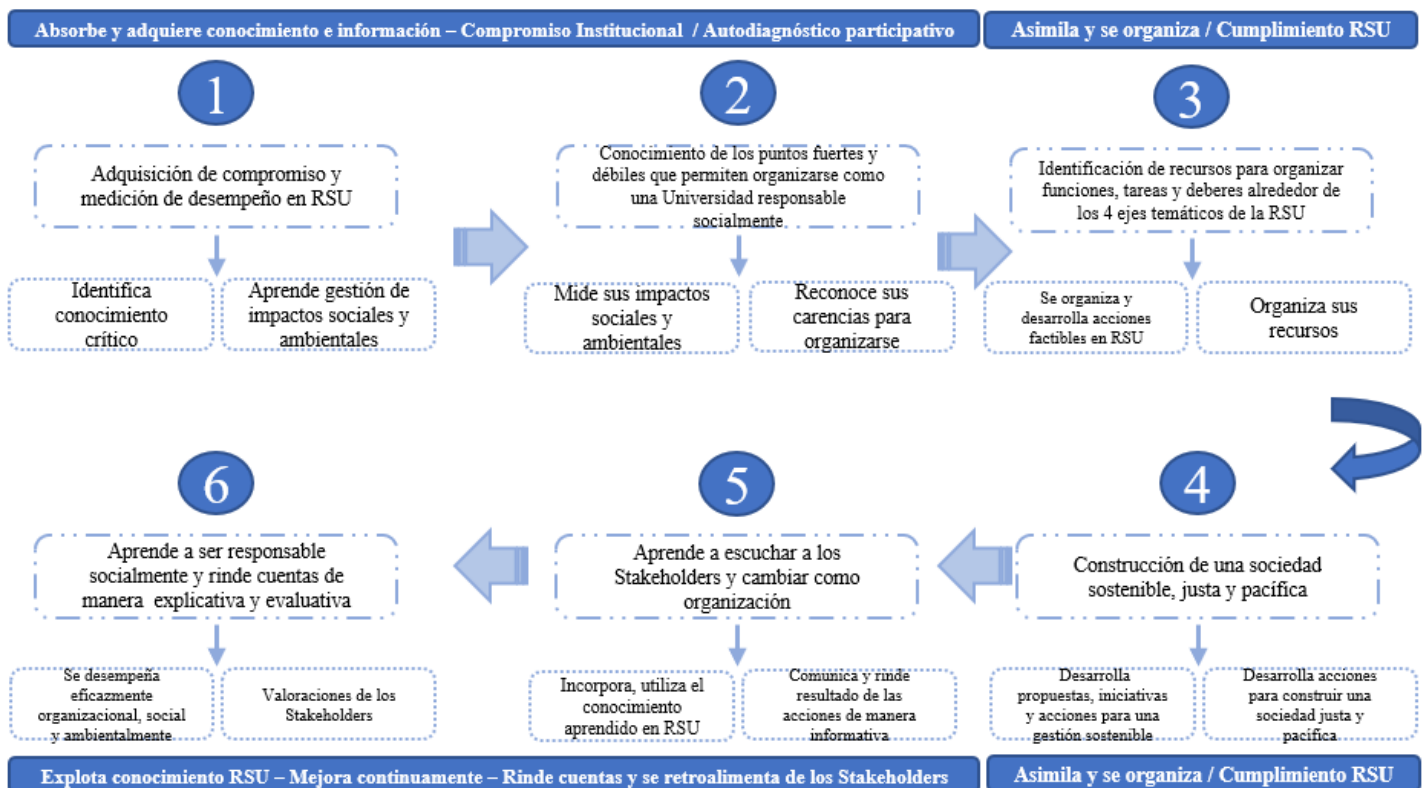 Absorbe y adquiere conocimiento e información – Compromiso Institucional / Autodiagnóstico participativo
Asimila y se organiza / Cumplimiento RSU
1
2
3
Adquisición de compromiso y
medición de desempeño en RSU
Conocimiento de los puntos fuertes y
débiles que permiten organizarse como
una Universidad responsable
socialmente
Identificación de recursos para organizar
funciones, tareas y deberes alrededor de
los 4 ejes temáticos de la RSU
Identifica
conocimiento
crítico
Aprende gestión de
impactos sociales y
ambientales
Mide sus impactos
sociales y
ambientales
Reconoce sus
carencias para
organizarse
Se organiza y
desarrolla acciones
factibles en RSU
Organiza sus
recursos
6
5
4
Aprende a ser responsable
socialmente y rinde cuentas de
manera explicativa y evaluativa
Aprende a escuchar a los
Stakeholders y cambiar como
organización
Construcción de una sociedad
sostenible, justa y pacífica
Se desempeña
eficazmente
organizacional, social
y ambientalmente
Valoraciones de los
Stakeholders
Incorpora, utiliza el
conocimiento
aprendido en RSU
Comunica y rinde
resultado de las
acciones de manera
informativa
Desarrolla
propuestas, iniciativas
y acciones para una
gestión sostenible
Desarrolla acciones
para construir una
sociedad justa y
pacífica
Explota conocimiento RSU – Mejora continuamente – Rinde cuentas y se retroalimenta de los Stakeholders
Asimila y se organiza / Cumplimiento RSU